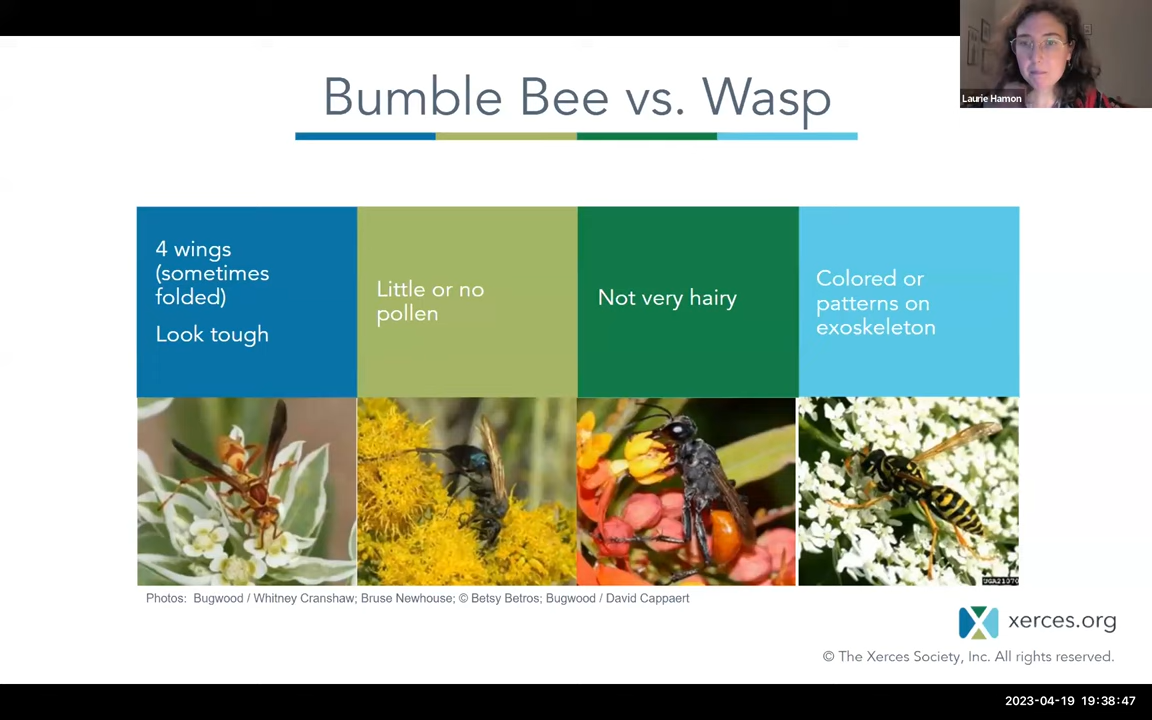 Laurie Hamon
Bumble Bee vs. Wasp
4 wings
(sometimes
folded)
Look tough
Little or no
pollen
Not very hairy
Colored or
patterns on
exoskeleton
Photos: Bugwood / Whitney Cranshaw; Bruse Newhouse; © Betsy Betros; Bugwood / David Cappaert
xerces.org
© The Xerces Society, Inc. All rights reserved.
2023-04-19 19:38:47